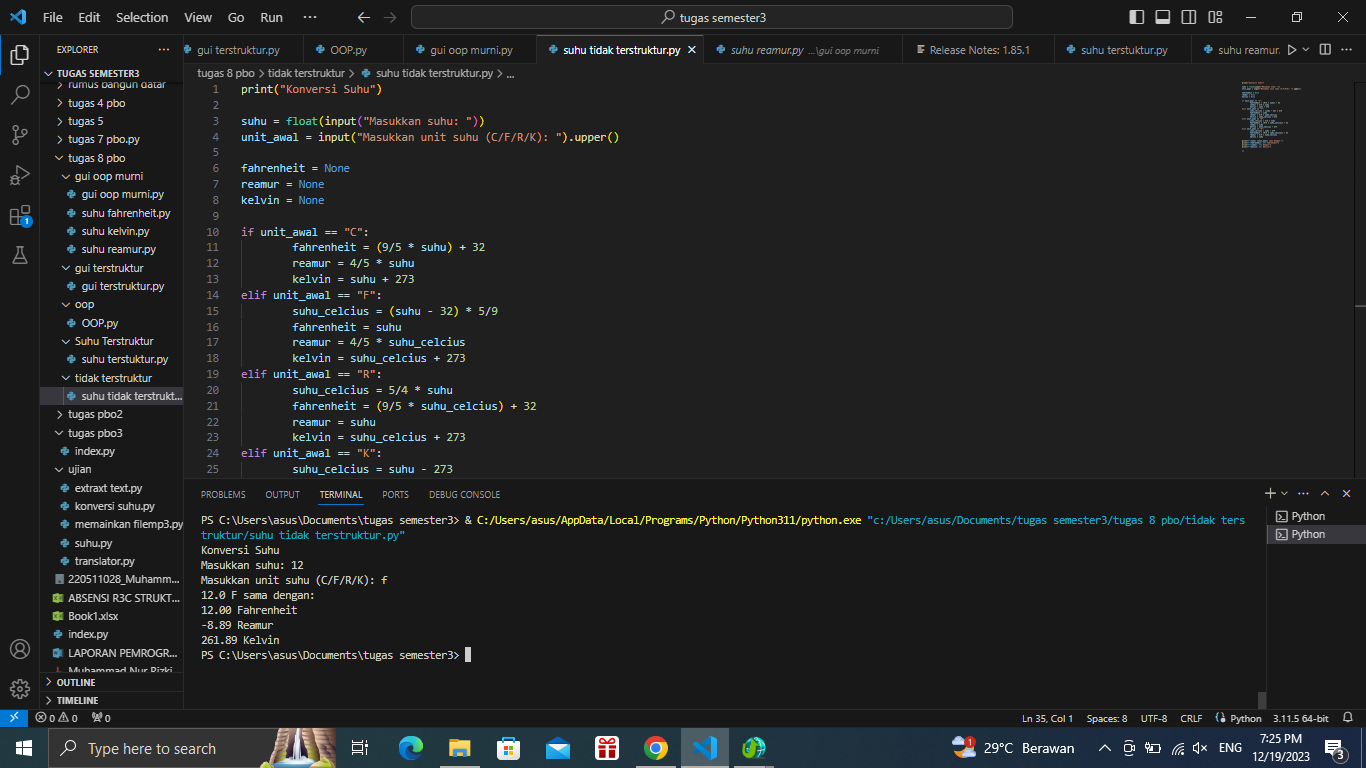 File Edit Selection View Go Run ···
tugas semester3
EXPLORER ···
gui terstruktur.py
OOP.py
gui oop murni.py
suhu tidak terstruktur.py
suhu reamur.py ...\gui oop murni
Release Notes: 1.85.1
suhu terstuktur.py
suhu reamur.
TUGAS SEMESTER3
rumus bangun datar
tugas 4 pbo
tugas 5
tugas 7 pbo.py
tugas 8 pbo
gui oop murni
gui oop murni.py
suhu fahrenheit.py
suhu kelvin.py
suhu reamur.py
gui terstruktur
gui terstruktur.py
oop
OOP.py
Suhu Terstruktur
suhu terstuktur.py
tidak terstruktur
suhu tidak terstrukt...
tugas pbo2
tugas pbo3
index.py
ujian
extraxt text.py
konversi suhu.py
memainkan filemp3.py
suhu.py
translator.py
220511028_Muhamm...
ABSENSI R3C STRUKT...
Book1.xlsx
index.py
LAPORAN PEMROGR...
Muhammad Nur Rizki
OUTLINE
TIMELINE
1
tugas 8 pbo > tidak terstruktur > suhu tidak terstruktur.py > ...
1 print("Konversi Suhu")
2
3 suhu = float(input("Masukkan suhu: "))
4 unit_awal = input("Masukkan unit suhu (C/F/R/K): ").upper()
5
6 fahrenheit = None
7 reamur = None
8 kelvin = None
9
10 if unit_awal == "C":
11 fahrenheit = (9/5 * suhu) + 32
12 reamur = 4/5 * suhu
13 kelvin = suhu + 273
14 elif unit_awal == "F":
15 suhu_celcius = (suhu - 32) * 5/9
16 fahrenheit = suhu
17 reamur = 4/5 * suhu_celcius
18 kelvin = suhu_celcius + 273
19 elif unit_awal == "R":
20 suhu_celcius = 5/4 * suhu
21 fahrenheit = (9/5 * suhu_celcius) + 32
22 reamur = suhu
23 kelvin = suhu_celcius + 273
24 elif unit_awal == "K":
25 suhu_celcius = suhu - 273
PROBLEMS OUTPUT TERMINAL PORTS DEBUG CONSOLE
PS C:\Users\asus\Documents\tugas semester3> & C:/Users/asus/AppData/Local/Programs/Python/Python311/python.exe "c:/Users/asus/Documents/tugas semester3/tugas 8 pbo/tidak ters
truktur/suhu tidak terstruktur.py"
Konversi Suhu
Masukkan suhu: 12
Masukkan unit suhu (C/F/R/K): f
12.0 F sama dengan:
12.00 Fahrenheit
-8.89 Reamur
261.89 Kelvin
PS C:\Users\asus\Documents\tugas semester3>
Python
Python
0 0 0
Ln 35, Col 1 Spaces: 8 UTF-8 CRLF Python 3.11.5 64-bit
Type here to search
1 29°C Berawan
ENG
7:25 PM
12/19/2023
3